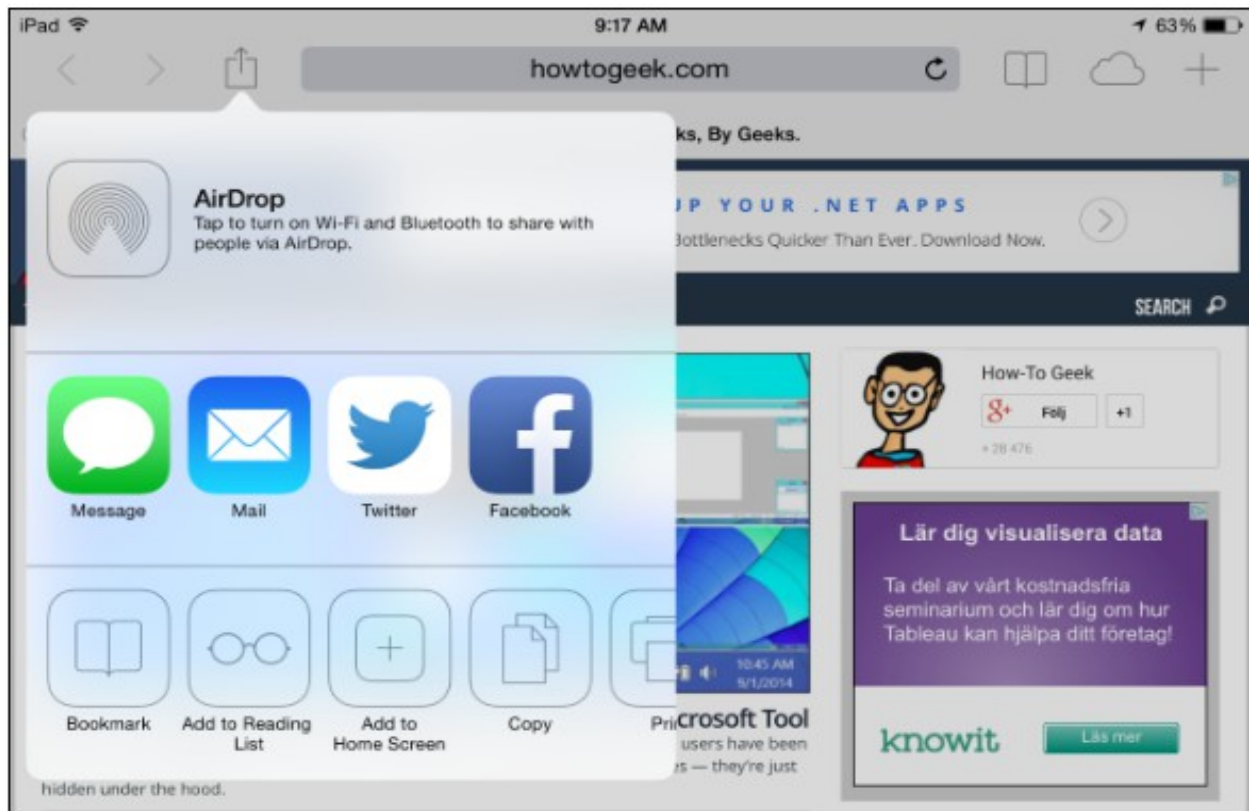 iPad
9:17 AM
63%
howtogeek.com
ks, By Geeks.
AirDrop
Tap to turn on Wi-Fi and Bluetooth to share with
people via AirDrop.
UP YOUR .NET APPS
Bottlenecks Quicker Than Ever. Download Now.
SEARCH
Message
Mail
Twitter
Facebook
How-To Geek
g+ Följ
+1
+ 28 476
Lär dig visualisera data
Ta del av vårt kostnadsfria
seminarium och lär dig om hur
Tableau kan hjälpa ditt företag!
knowit
Läs mer
10:45 AM
9/1/2014
Bookmark
Add to Reading
List
Add to
Home Screen
Copy
Pri
crosoft Tool
users have been
es — they're just
hidden under the hood.